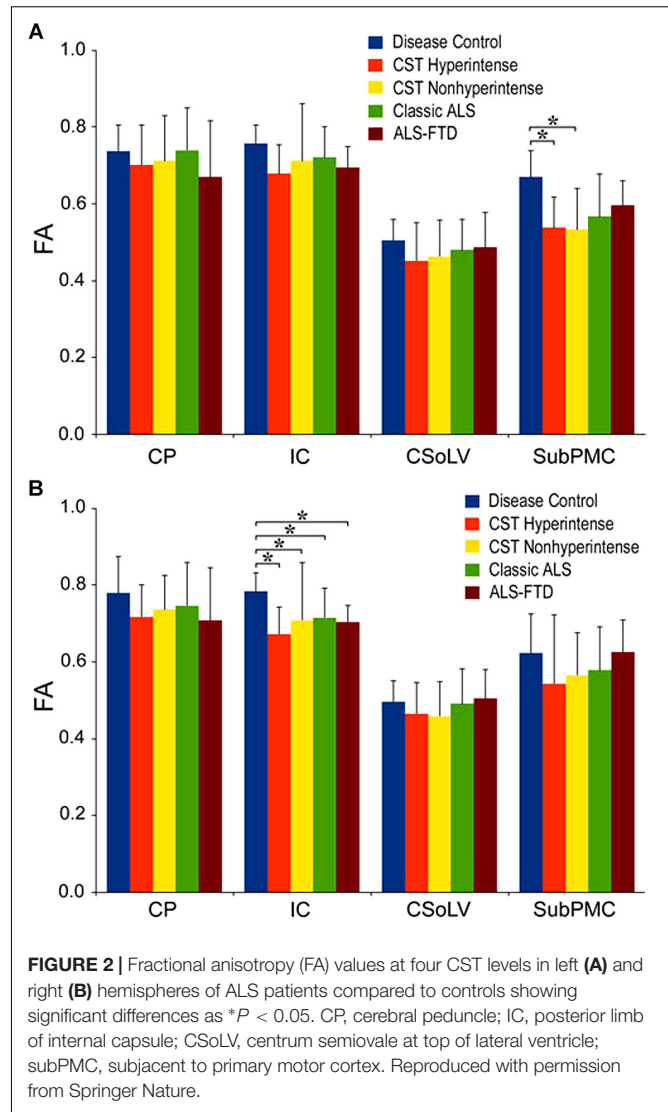 A
1.0
0.8
0.6
0.4
0.2
0.0
FA
Disease Control
CST Hyperintense
CST Nonhyperintense
Classic ALS
ALS-FTD
*
*
CP IC CSoLV SubPMC
B
1.0
0.8
0.6
0.4
0.2
0.0
FA
Disease Control
CST Hyperintense
CST Nonhyperintense
Classic ALS
ALS-FTD
*
*
*
*
CP IC CSoLV SubPMC
FIGURE 2 | Fractional anisotropy (FA) values at four CST levels in left (A) and
right (B) hemispheres of ALS patients compared to controls showing
significant differences as *P < 0.05. CP, cerebral peduncle; IC, posterior limb
of internal capsule; CSoLV, centrum semiovale at top of lateral ventricle;
subPMC, subjacent to primary motor cortex. Reproduced with permission
from Springer Nature.